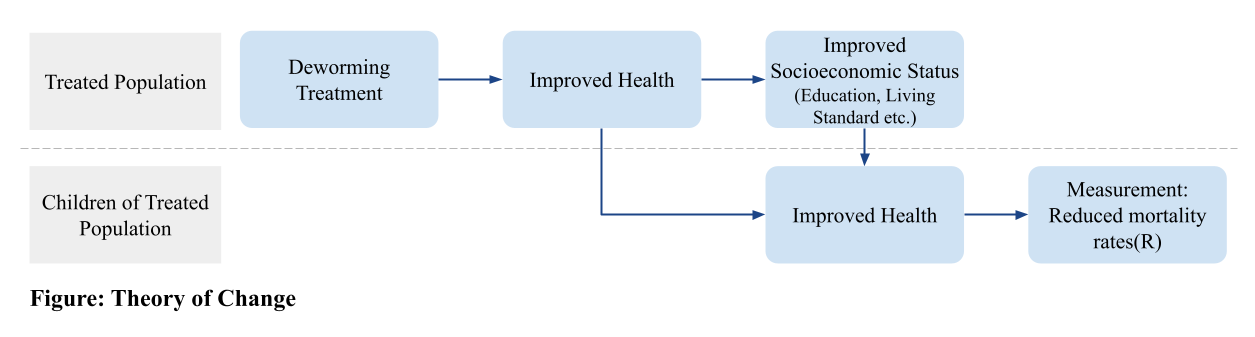 Treated Population
Deworming
Treatment
Improved Health
Improved
Socioeconomic Status
(Education, Living
Standard etc.)
Children of Treated
Population
Improved Health
Measurement:
Reduced mortality
rates(R)
Figure: Theory of Change